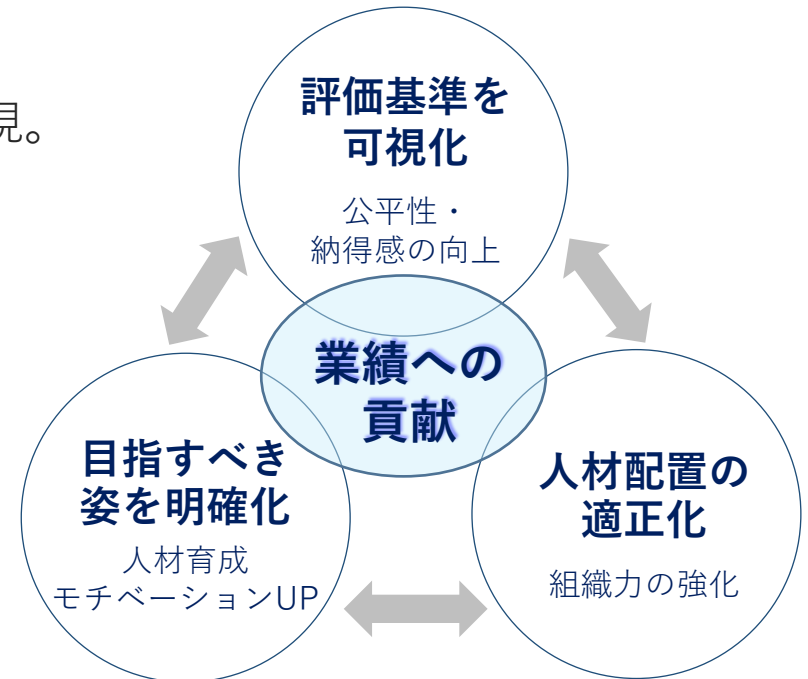 評価基準を
可視化
見。
公平性・
納得感の向上
業績への
貢献
目指すべき
姿を明確化
人材育成
モチベーションUP
人材配置の
適正化
組織力の強化